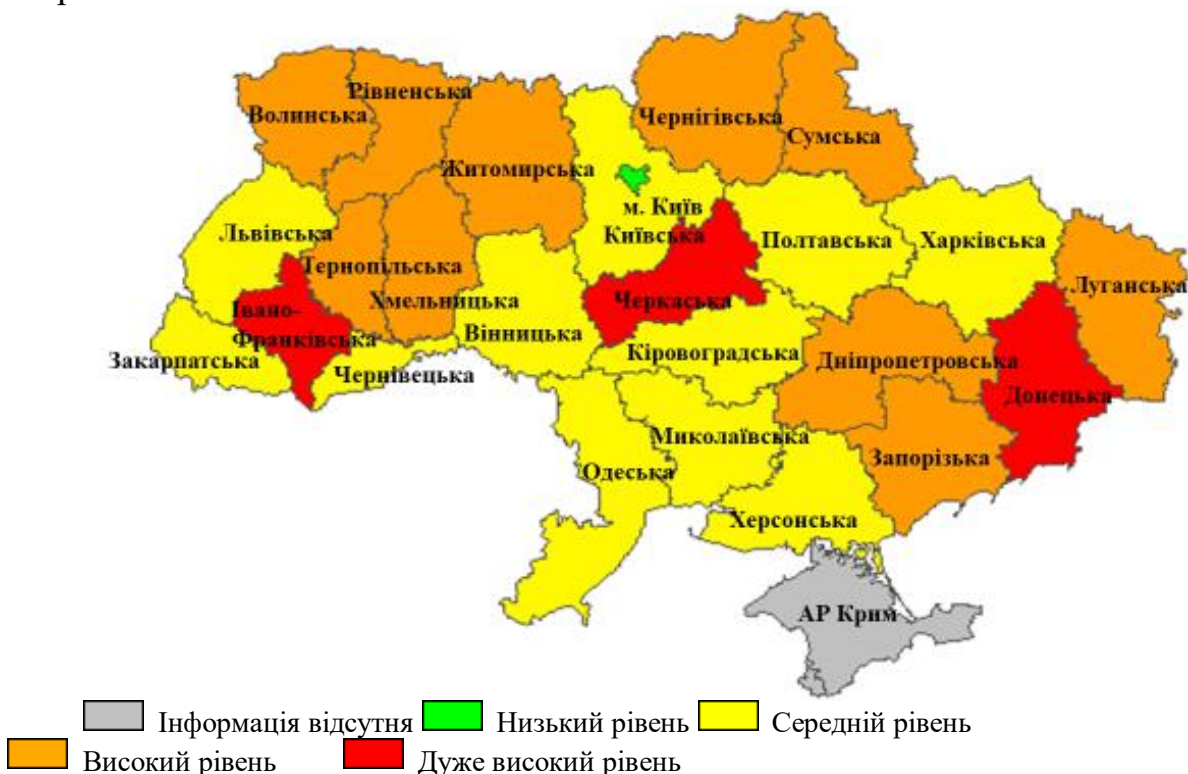 Волинська
Рівненська
Житомирська
Чернігівська
Сумська
Львівська
Тернопільська
Хмельницька
м. Київ
Київська
Полтавська
Харківська
Луганська
Івано-
Франківська
Закарпатська
Чернівецька
Вінницька
Черкаська
Кіровоградська
Дніпропетровська
Донецька
Миколаївська
Одеська
Запорізька
Херсонська
АР Крим
Інформація відсутня Низький рівень Середній рівень
Високий рівень Дуже високий рівень